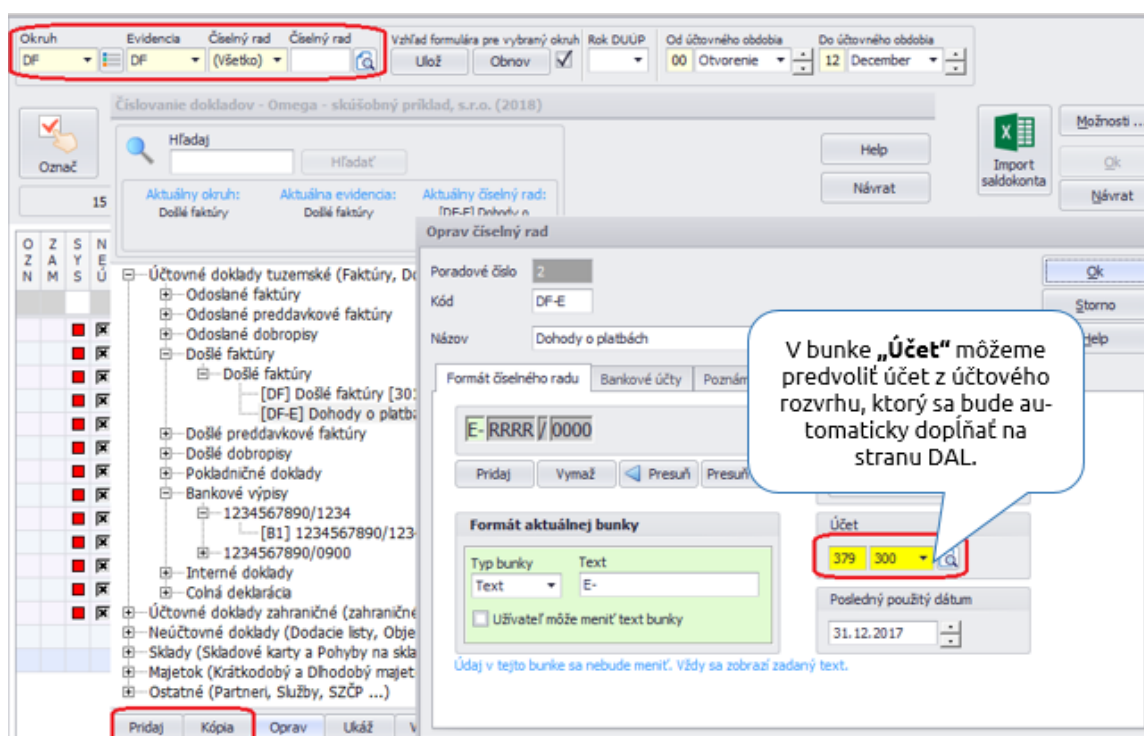 Okruh Evidencia Číselný rad Číselný rad Vzhľad formulára pre vybraný okruh Rok DUÚP Od účtovného obdobia Do účtovného obdobia
DF DF (Všetko) Ulož Obnov 00 Otvorenie 12 December
Číslovanie dokladov - Omega - skúšobný príklad, s.r.o. (2018)
Označ
Hľadaj
Hľadať
Help
Návrat
Import
saldokonta
Možnosti ...
Ok
Návrat
15
Aktuálny okruh: Aktuálna evidencia: Aktuálny číselný rad:
Došlé faktúry Došlé faktúry [DF-E] Dohody o
O Z S N
Z A Y E
N M S Ú
Účtovné doklady tuzemské (Faktúry, Do
Odoslané faktúry
Odoslané preddavkové faktúry
Odoslané dobropisy
Došlé faktúry
Došlé faktúry
[DF] Došlé faktúry [30
[DF-E] Dohody o platba
Došlé preddavkové faktúry
Došlé dobropisy
Pokladničné doklady
Bankové výpisy
1234567890/1234
[B1] 1234567890/123
1234567890/0900
Interné doklady
Colná deklarácia
Účtovné doklady zahraničné (zahraničné
Neúčtovné doklady (Dodacie listy, Obje
Sklady (Skladové karty a Pohyby na skla
Majetok (Krátkodobý a Dlhodobý majet
Ostatné (Partneri, Služby, SZČP ...)
Pridaj Kópia Oprav Ukáž V
Oprav číselný rad
Poradové číslo 2
Kód DF-E
Názov Dohody o platbách
Ok
Storno
Help
Formát číselného radu Bankové účty Poznám
E- RRRR / 0000
Pridaj Vymaž Presuň Presuň
Formát aktuálnej bunky
Typ bunky Text
Text E-
Užívateľ môže meniť text bunky
Údaj v tejto bunke sa nebude meniť. Vždy sa zobrazí zadaný text.
Účet
379 300
Posledný použitý dátum
31.12.2017
V bunke „Účet“ môžeme
predvoliť účet z účtového
rozvrhu, ktorý sa bude au-
tomaticky dopĺňať na
stranu DAL.